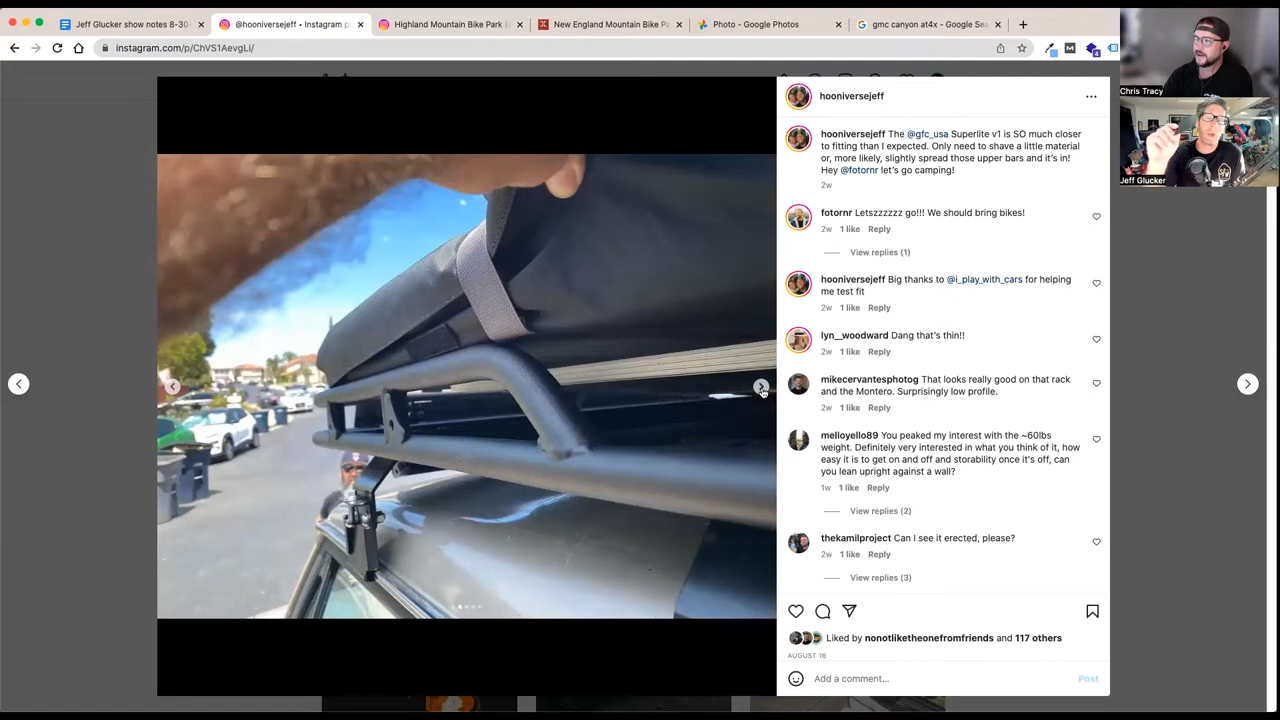 Jeff Glucker show notes 8-30-
@hooniversejeff • Instagram p
Highland Mountain Bike Park (
New England Mountain Bike Pa
Photo - Google Photos
gmc canyon at4x - Google Sea
instagram.com/p/ChVS1AevgLi/
Chris Tracy
Jeff Glucker
hooniversejeff
hooniversejeff The @gfc_usa Superlite v1 is SO much closer
to fitting than I expected. Only need to shave a little material
or, more likely, slightly spread those upper bars and it's in!
Hey @fotornr let's go camping!
2w
fotornr Letszzzzzz go!!! We should bring bikes!
2w 1 like Reply
View replies (1)
hooniversejeff Big thanks to @i_play_with_cars for helping
me test fit
2w 1 like Reply
lyn__woodward Dang that's thin!!
2w 1 like Reply
mikecervantesphotog That looks really good on that rack
and the Montero. Surprisingly low profile.
2w 1 like Reply
melloyello89 You peaked my interest with the ~60lbs
weight. Definitely very interested in what you think of it, how
easy it is to get on and off and storability once it's off, can
you lean upright against a wall?
1w 1 like Reply
View replies (2)
thekamilproject Can I see it erected, please?
2w 1 like Reply
View replies (3)
Liked by nonotliketheonefromfriends and 117 others
AUGUST 16
Add a comment...
Post